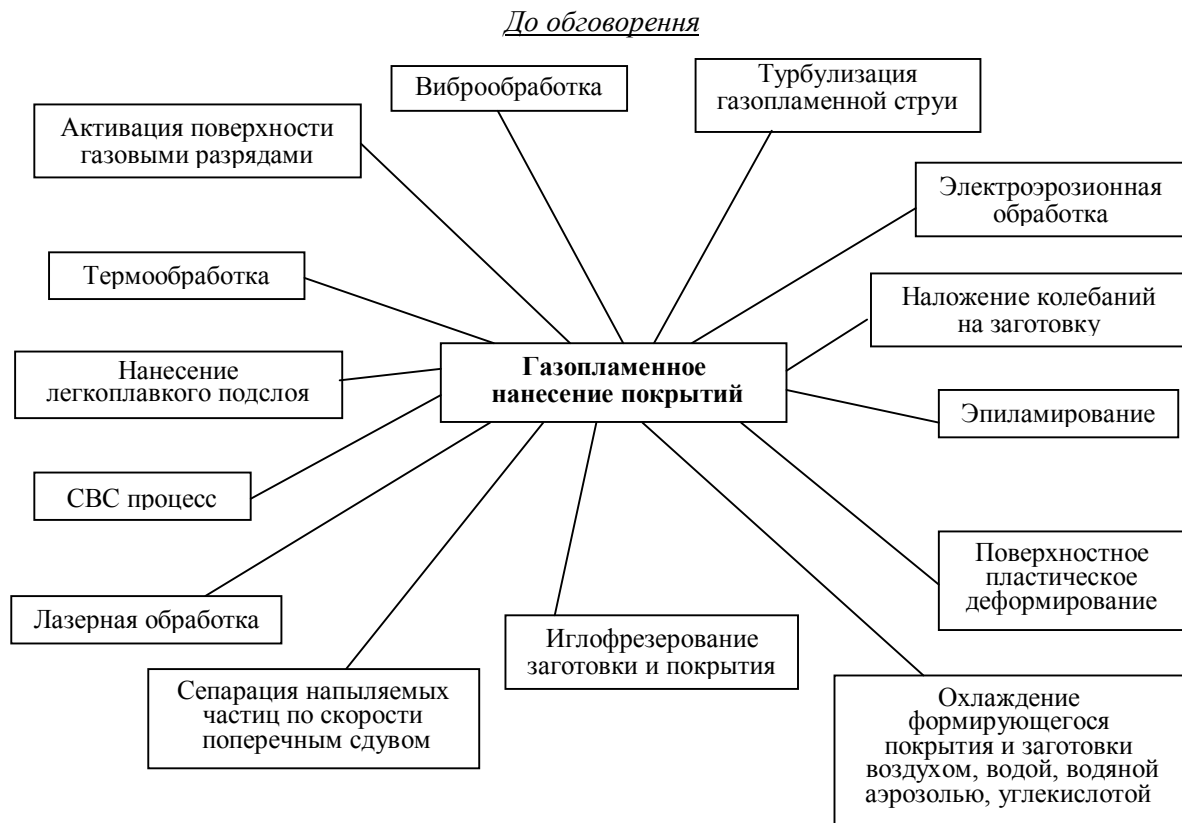 До обговорення
Виброобработка
Турбулизация
газопламенной струи
Активация поверхности
газовыми разрядами
Электроэрозионная
обработка
Термообработка
Наложение колебаний
на заготовку
Газопламенное
нанесение покрытий
Нанесение
легкоплавкого подслоя
Эпиламирование
СВС процесс
Поверхностное
пластическое
деформирование
Лазерная обработка
Иглофрезерование
заготовки и покрытия
Сепарация напыляемых
частиц по скорости
поперечным сдувом
Охлаждение
формирующегося
покрытия и заготовки
воздухом, водой, водяной
аэрозолью, углекислотой